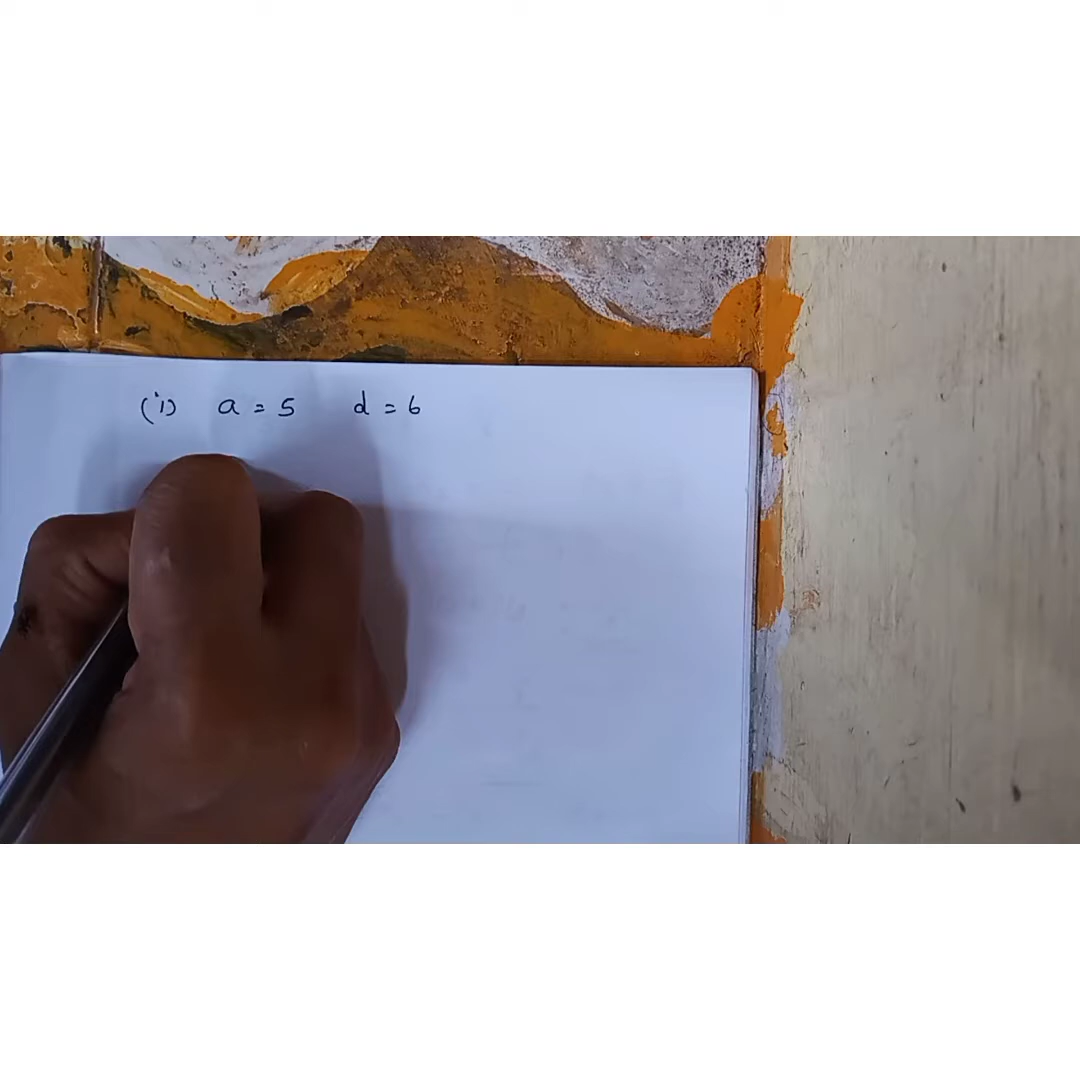 (i) a = 5 d = 6